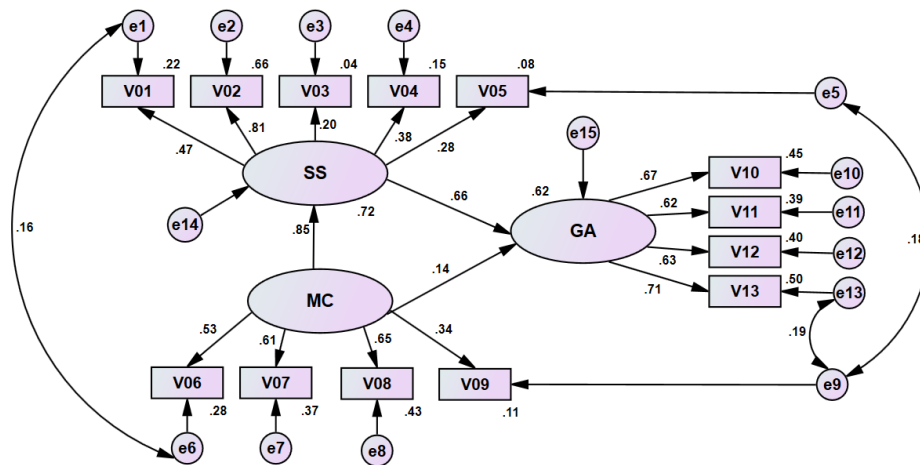 e1 e2 e3 e4
.22 .66 .04 .15 .08
V01 V02 V03 V04 V05 e5
.47 .81 .20 .38 .28 e15
SS .45
.67 V10 e10
.62 .66 .39
.72 .62 V11 e11
e14 GA .40
.16 .85 .63 V12 e12 .18
.14 .50
.71 V13 e13
MC
.53 .61 .65 .34 .19
V06 V07 V08 V09 e9
.28 .37 .43 .11
e6 e7 e8